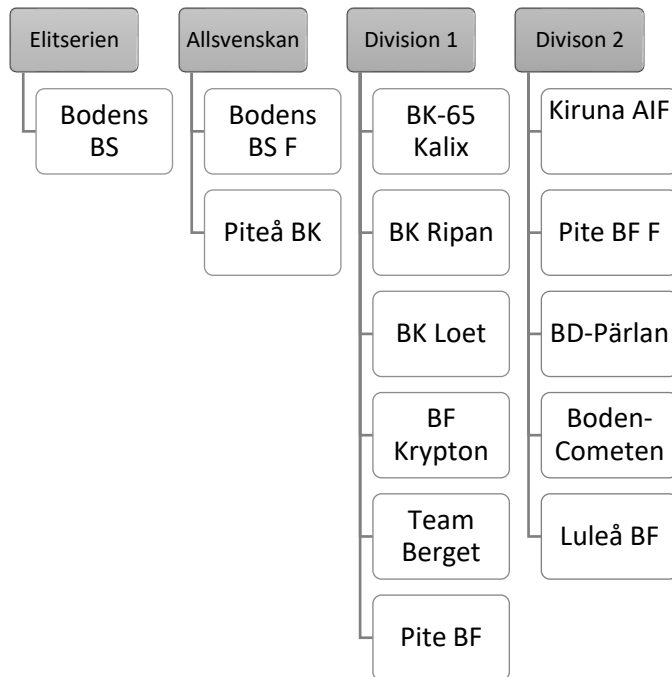 Elitserien
Bodens
BS
Allsvenskan
Bodens
BS F
Piteå BK
Division 1
BK-65
Kalix
BK Ripan
BK Loet
BF
Krypton
Team
Berget
Pite BF
Divison 2
Kiruna AIF
Pite BF F
BD-Pärlan
Boden-
Cometen
Luleå BF